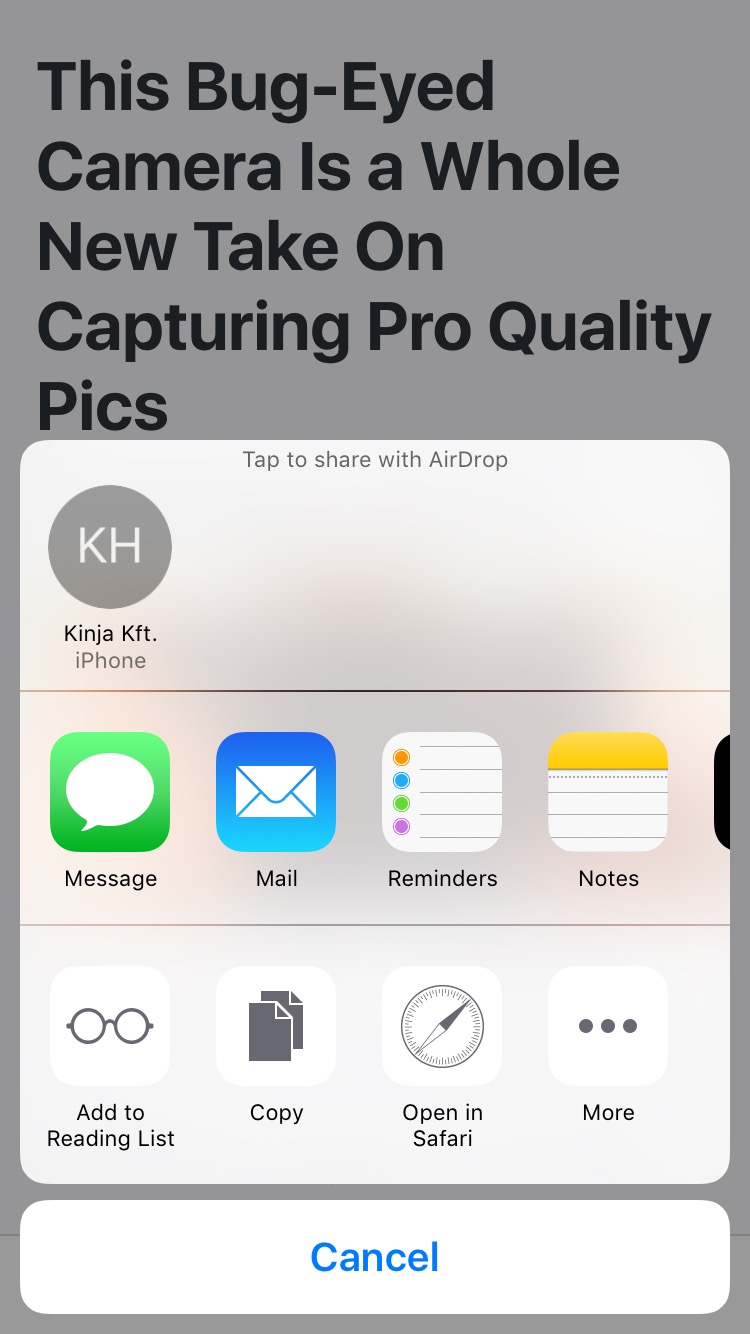 This Bug-Eyed
Camera Is a Whole
New Take On
Capturing Pro Quality
Pics
Tap to share with AirDrop
KH
Kinja Kft.
iPhone
Message
Mail
Reminders
Notes
Add to
Reading List
Copy
Open in
Safari
More
Cancel